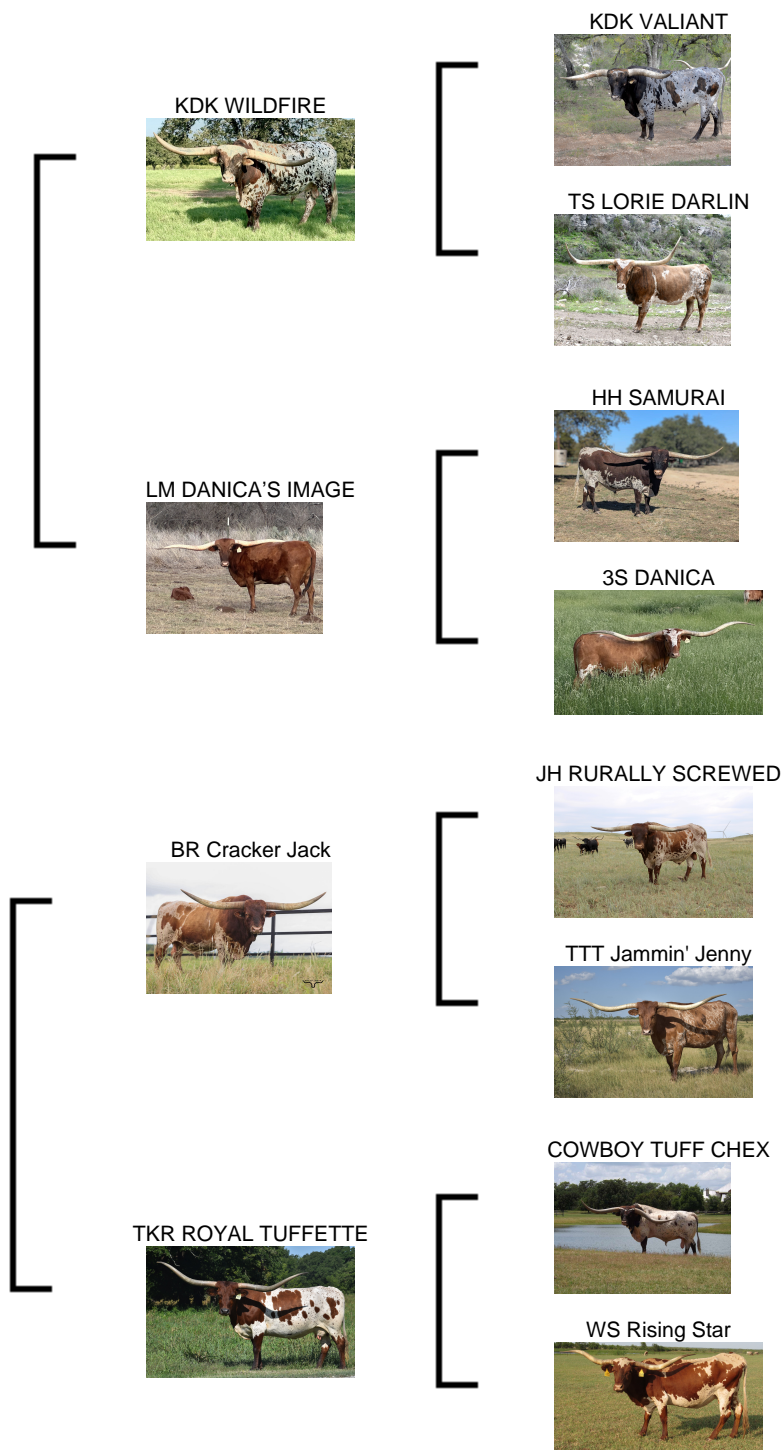 KDK VALIANT
KDK WILDFIRE
TS LORIE DARLIN
HH SAMURAI
LM DANICA'S IMAGE
3S DANICA
JH RURALLY SCREWED
BR Cracker Jack
TTT Jammin' Jenny
COWBOY TUFF CHEX
TKR ROYAL TUFFETTE
WS Rising Star